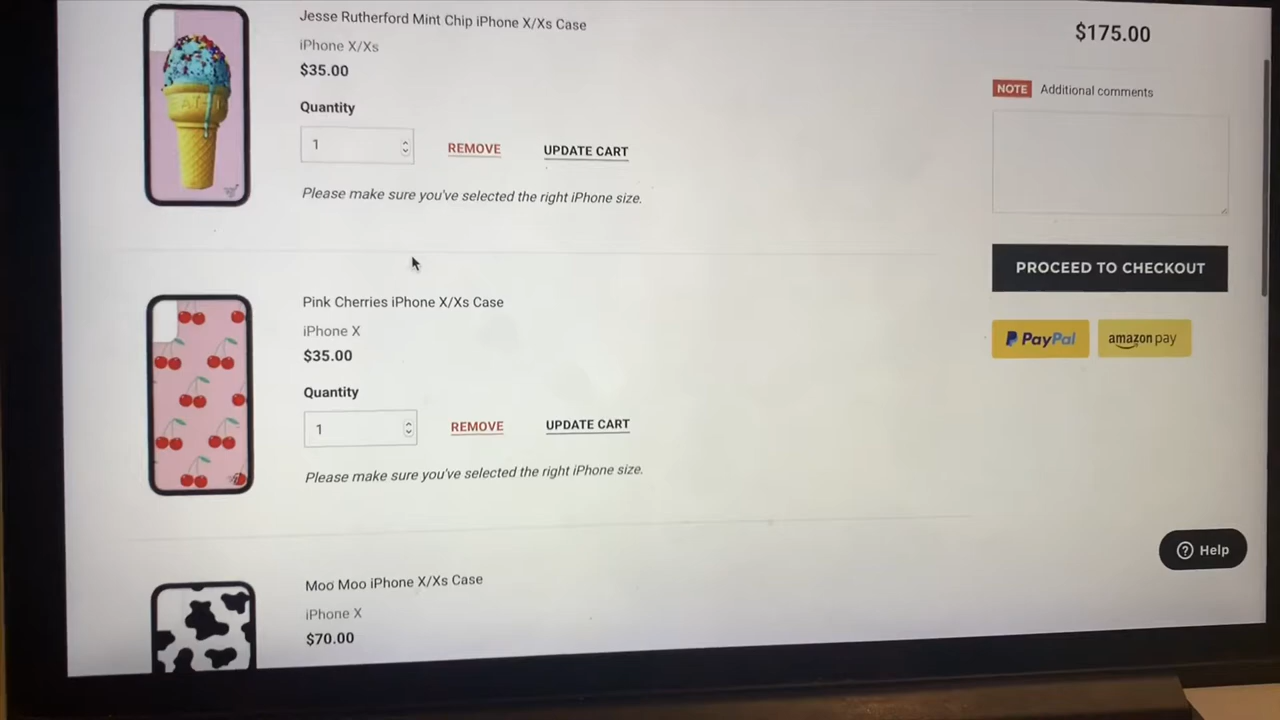 Jesse Rutherford Mint Chip iPhone X/Xs Case
iPhone X/Xs
$35.00
Quantity
1
REMOVE
UPDATE CART
Please make sure you've selected the right iPhone size.
Pink Cherries iPhone X/Xs Case
iPhone X
$35.00
Quantity
1
REMOVE
UPDATE CART
Please make sure you've selected the right iPhone size.
Moo Moo iPhone X/Xs Case
iPhone X
$70.00
$175.00
NOTE Additional comments
PROCEED TO CHECKOUT
PayPal
amazon pay
? Help